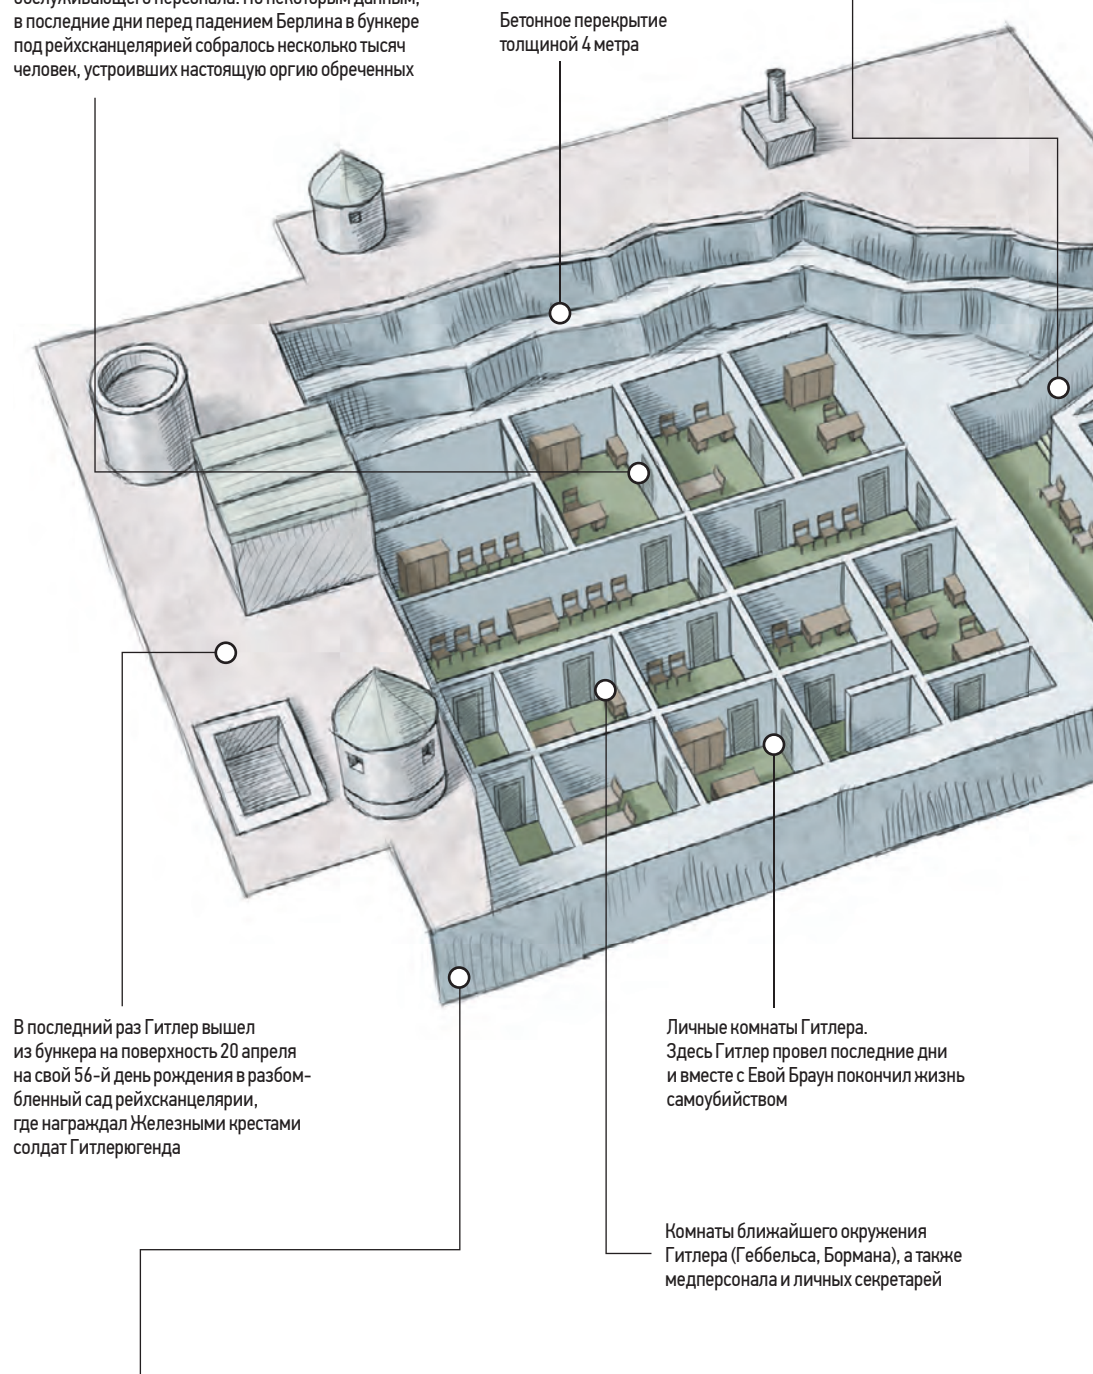 обслуживающего персонала. По некоторым данным,
в последние дни перед падением Берлина в бункере
под рейхсканцелярией собралось несколько тысяч
человек, устроивших настоящую оргию обреченных
Бетонное перекрытие
толщиной 4 метра
В последний раз Гитлер вышел
из бункера на поверхность 20 апреля
на свой 56-й день рождения в разбом-
бленный сад рейхсканцелярии,
где награждал Железными крестами
солдат Гитлерюгенда
Личные комнаты Гитлера.
Здесь Гитлер провел последние дни
и вместе с Евой Браун покончил жизнь
самоубийством
Комнаты ближайшего окружения
Гитлера (Геббельса, Бормана), а также
медперсонала и личных секретарей